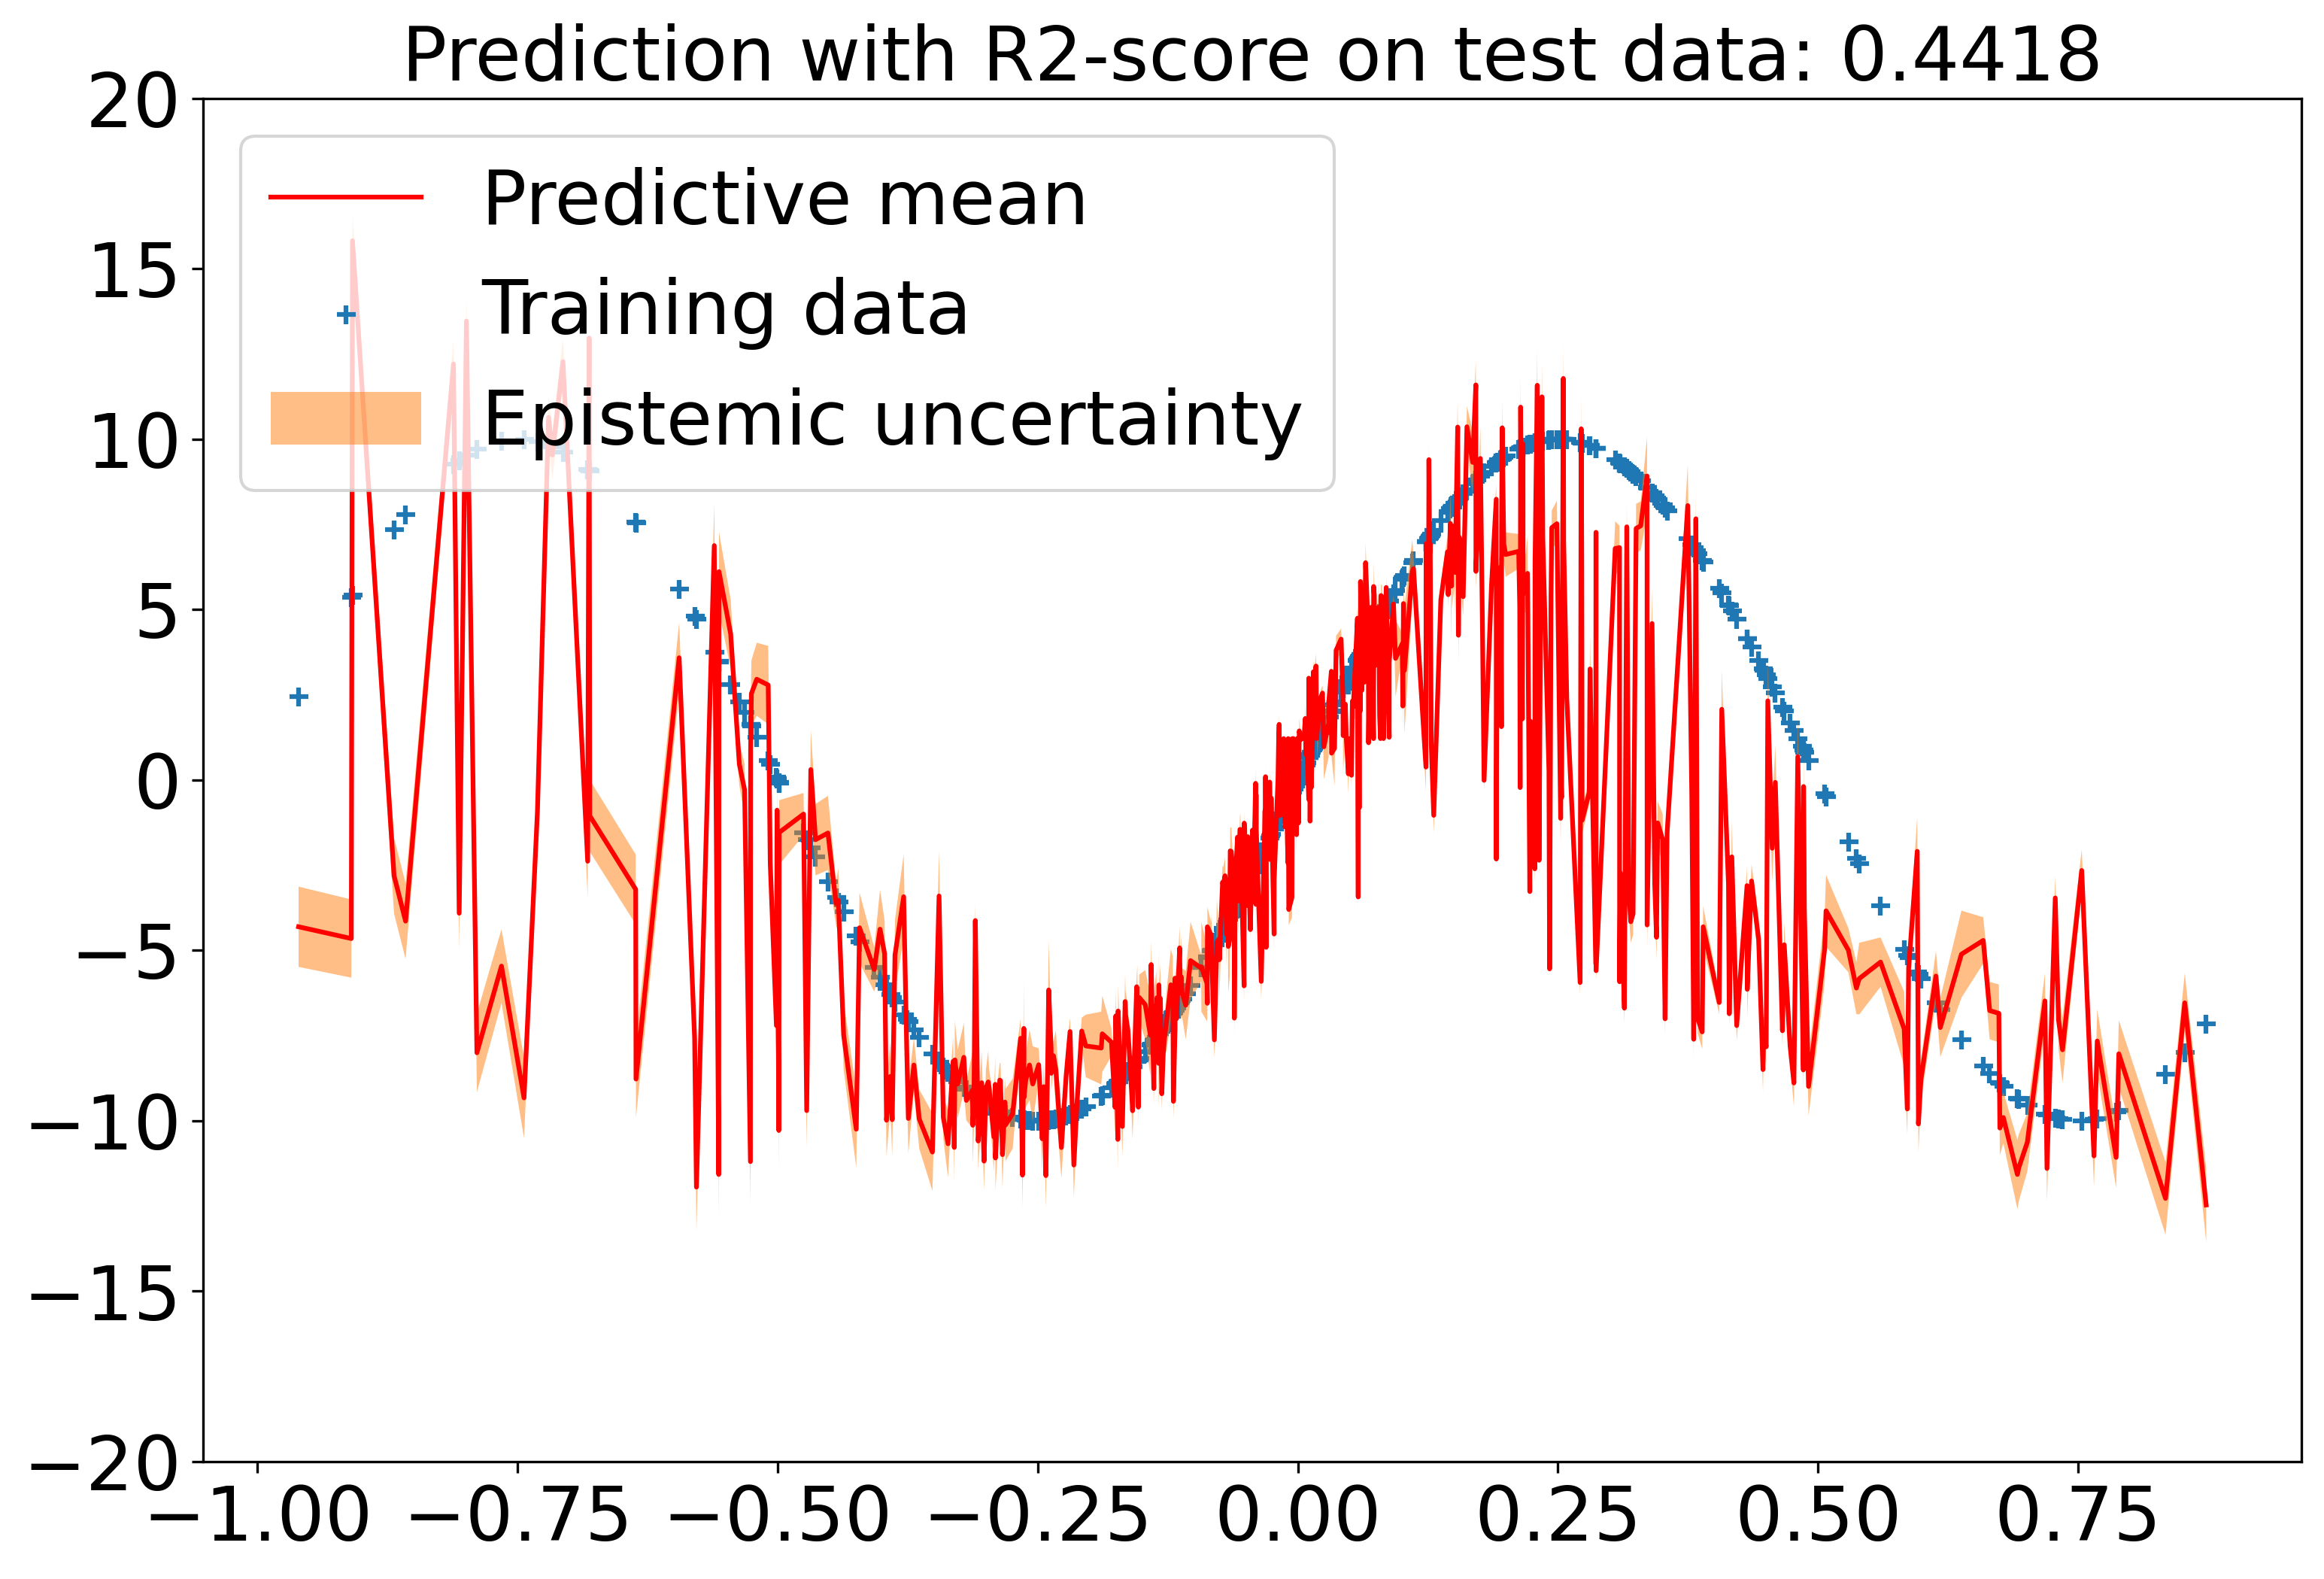 Prediction with R2-score on test data: 0.4418
20
15
10
5
0
−5
−10
−15
−20
Predictive mean
Training data
Epistemic uncertainty
−1.00 −0.75 −0.50 −0.25 0.00 0.25 0.50 0.75